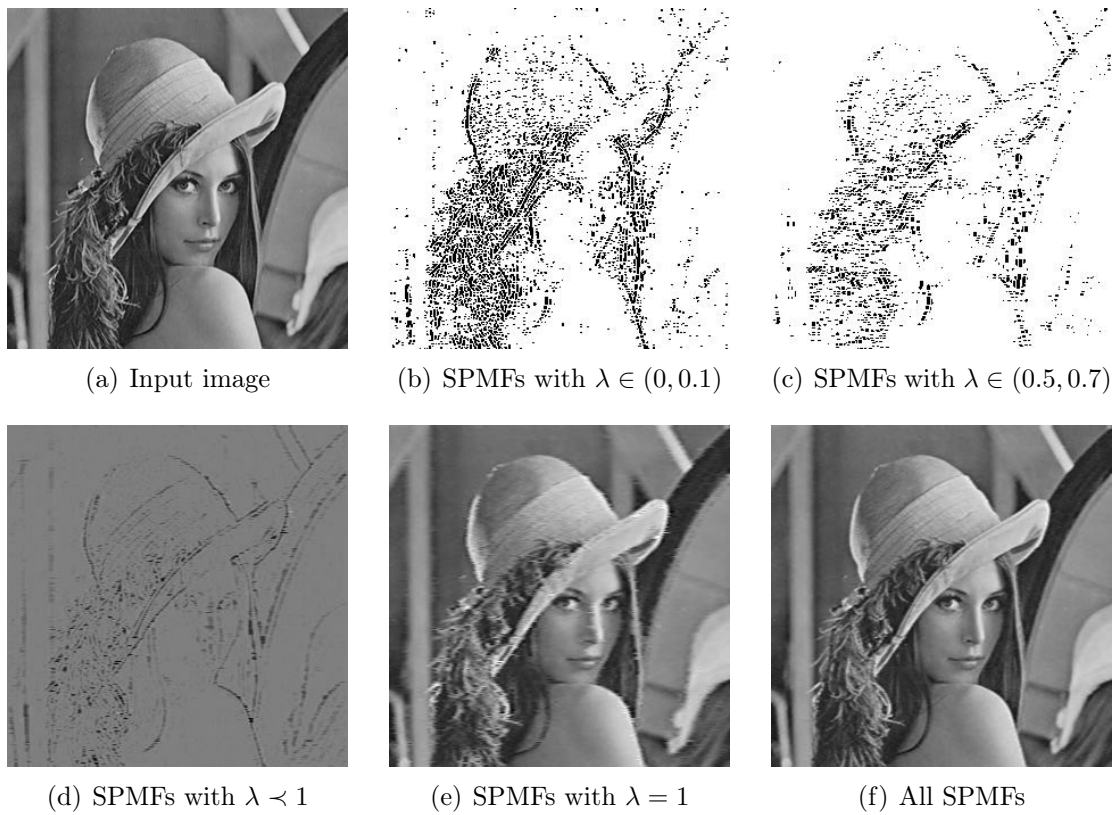 (a) Input image
(b) SPMFs with λ ∈ (0, 0.1)
(c) SPMFs with λ ∈ (0.5, 0.7)
(d) SPMFs with λ ≺ 1
(e) SPMFs with λ = 1
(f) All SPMFs